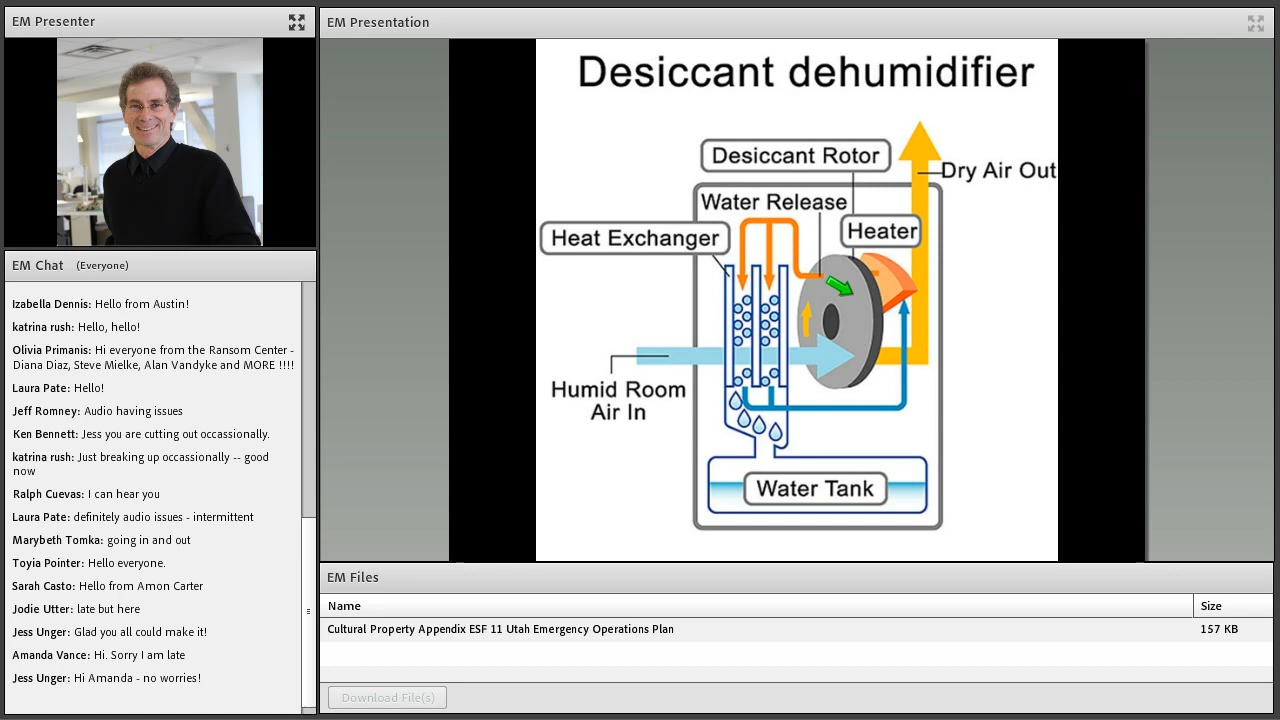 EM Presenter
EM Chat (Everyone)
Izabella Dennis: Hello from Austin!
katrina rush: Hello, hello!
Olivia Primanis: Hi everyone from the Ransom Center -
Diana Diaz, Steve Mielke, Alan Vandyke and MORE !!!!
Laura Pate: Hello!
Jeff Romney: Audio having issues
Ken Bennett: Jess you are cutting out occassionally.
katrina rush: Just breaking up occassionally -- good
now
Ralph Cuevas: I can hear you
Laura Pate: definitely audio issues - intermittent
Marybeth Tomka: going in and out
Toyia Pointer: Hello everyone.
Sarah Casto: Hello from Amon Carter
Jodie Utter: late but here
Jess Unger: Glad you all could make it!
Amanda Vance: Hi. Sorry I am late
Jess Unger: Hi Amanda - no worries!
EM Presentation
Desiccant dehumidifier
Desiccant Rotor
Dry Air Out
Water Release
Heater
Heat Exchanger
Humid Room
Air In
Water Tank
EM Files
Name Size
Cultural Property Appendix ESF 11 Utah Emergency Operations Plan 157 KB
Download File(s)